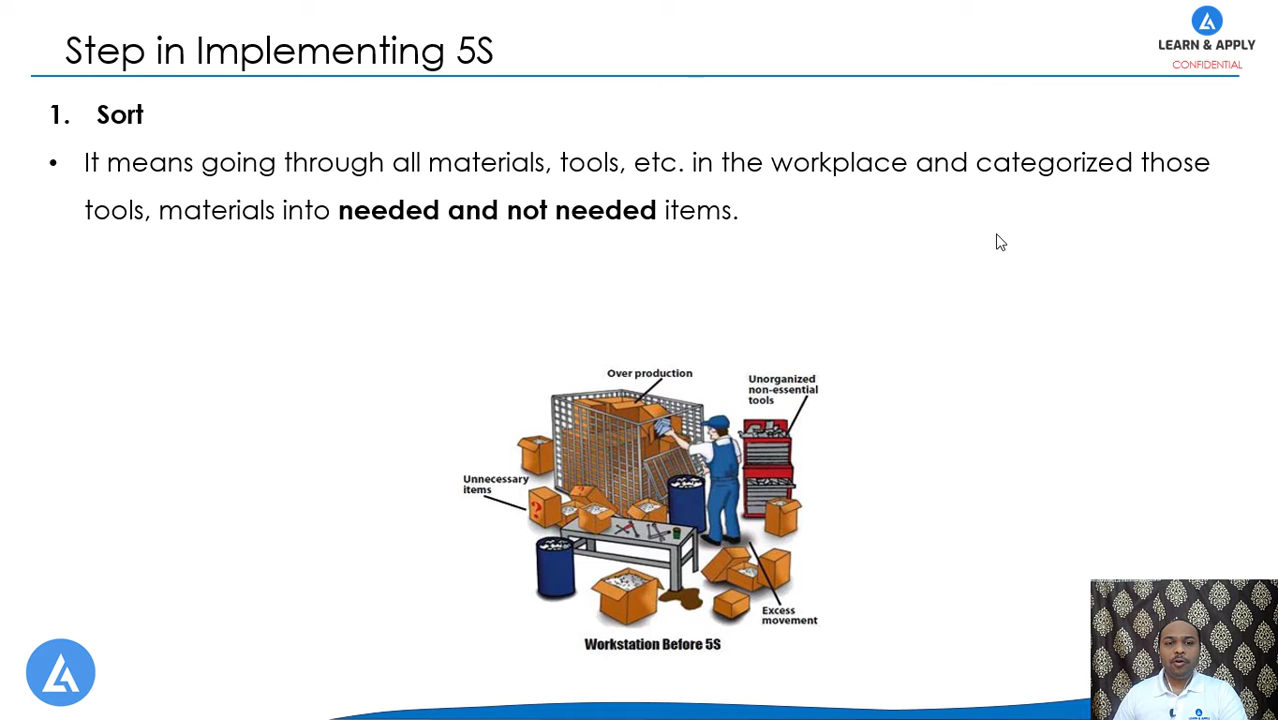 Step in Implementing 5S
LEARN & APPLY
CONFIDENTIAL
1. Sort
• It means going through all materials, tools, etc. in the workplace and categorized those
tools, materials into needed and not needed items.
Over production
Unorganized
non-essential
tools
Unnecessary
items
?
Excess
movement
Workstation Before 5S
LEARN & APPLY